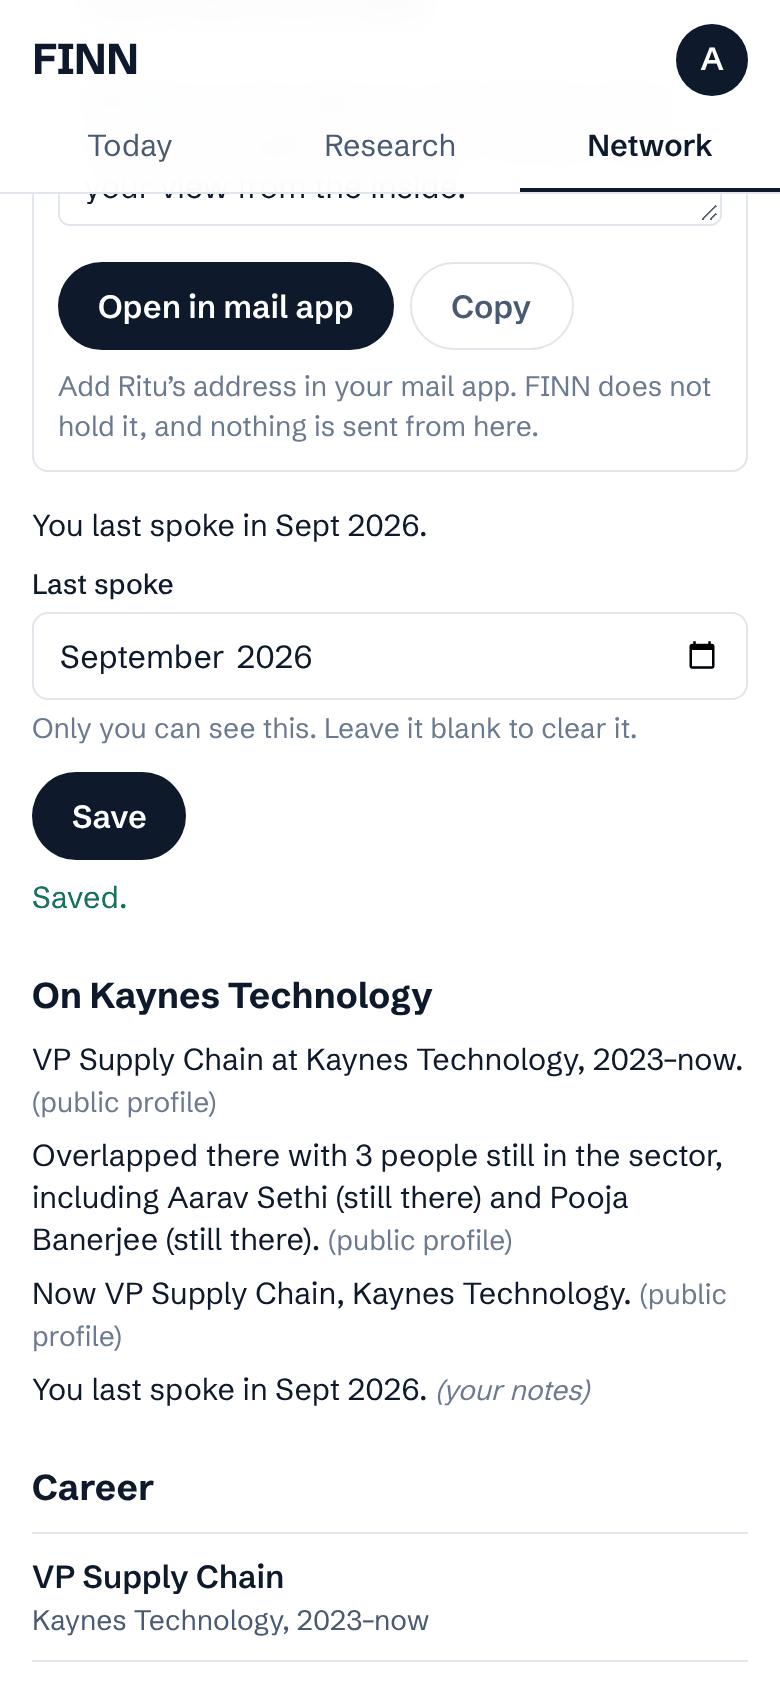 FINN
A
Today Research Network
your view from the inside.
Open in mail app Copy
Add Ritu’s address in your mail app. FINN does not
hold it, and nothing is sent from here.
You last spoke in Sept 2026.
Last spoke
September 2026
Only you can see this. Leave it blank to clear it.
Save
Saved.
On Kaynes Technology
VP Supply Chain at Kaynes Technology, 2023–now.
(public profile)
Overlapped there with 3 people still in the sector,
including Aarav Sethi (still there) and Pooja
Banerjee (still there). (public profile)
Now VP Supply Chain, Kaynes Technology. (public
profile)
You last spoke in Sept 2026. (your notes)
Career
VP Supply Chain
Kaynes Technology, 2023–now